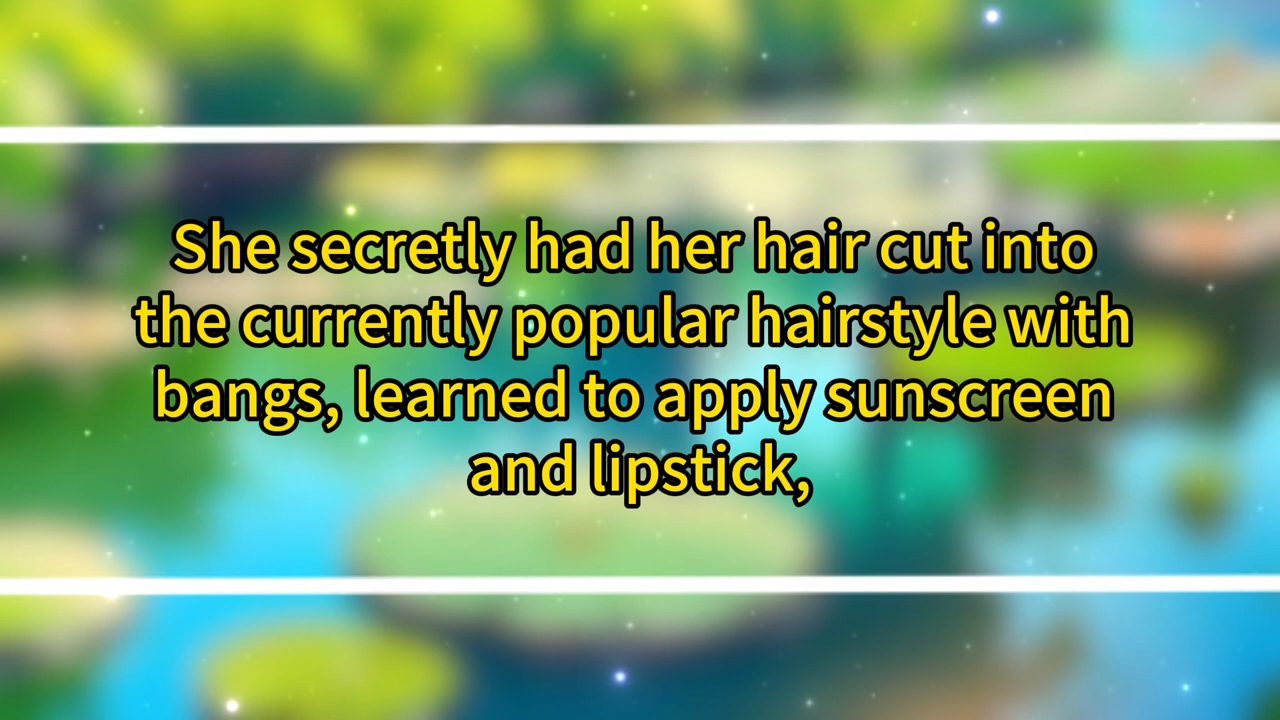 She secretly had her hair cut into
the currently popular hairstyle with
bangs, learned to apply sunscreen
and lipstick,